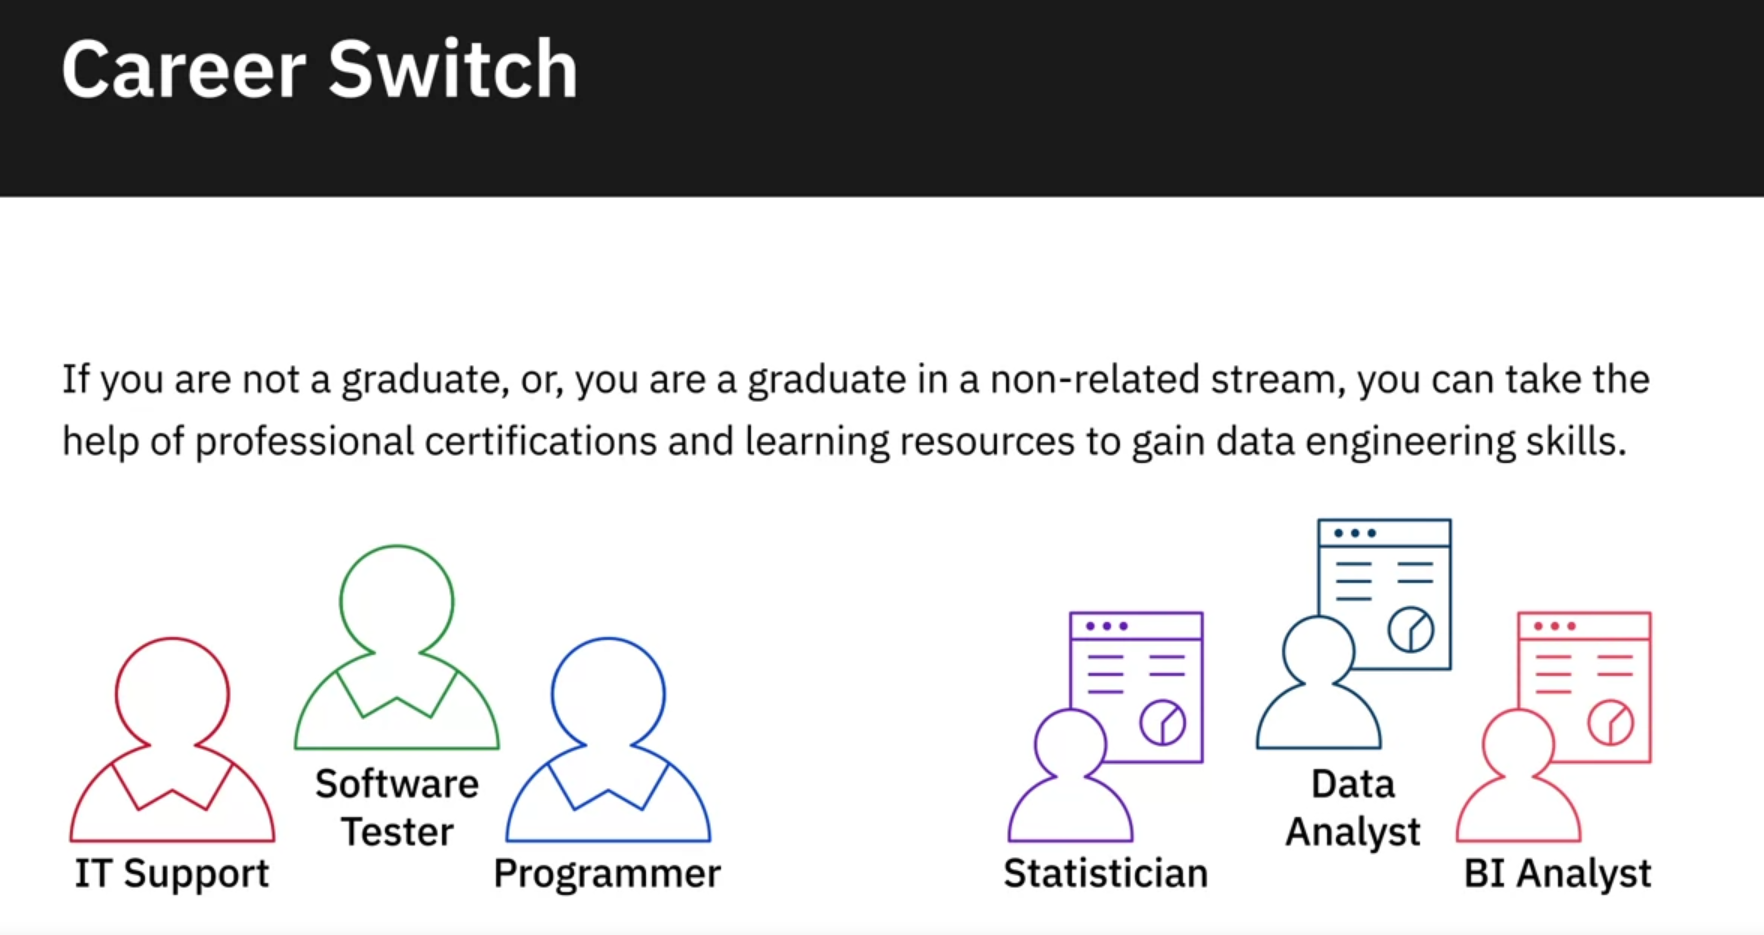 Career Switch
If you are not a graduate, or, you are a graduate in a non-related stream, you can take the
help of professional certifications and learning resources to gain data engineering skills.
IT Support
Software
Tester
Programmer
Statistician
Data
Analyst
BI Analyst